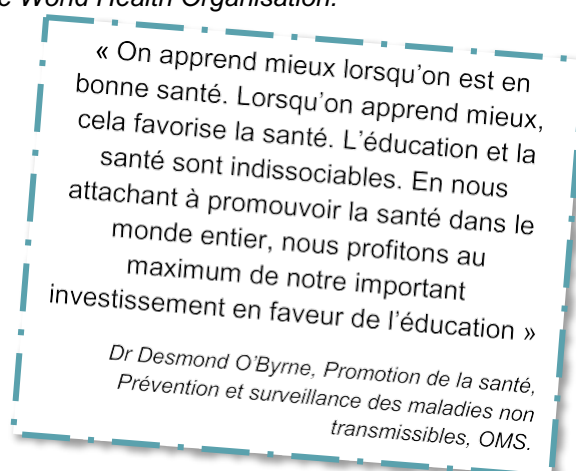 World Health Organisation.
« On apprend mieux lorsqu'on est en
bonne santé. Lorsqu'on apprend mieux,
cela favorise la santé. L'éducation et la
santé sont indissociables. En nous
attachant à promouvoir la santé dans le
monde entier, nous profitons au
maximum de notre important
investissement en faveur de l'éducation »
Dr Desmond O'Byrne, Promotion de la santé,
Prévention et surveillance des maladies non
transmissibles, OMS.